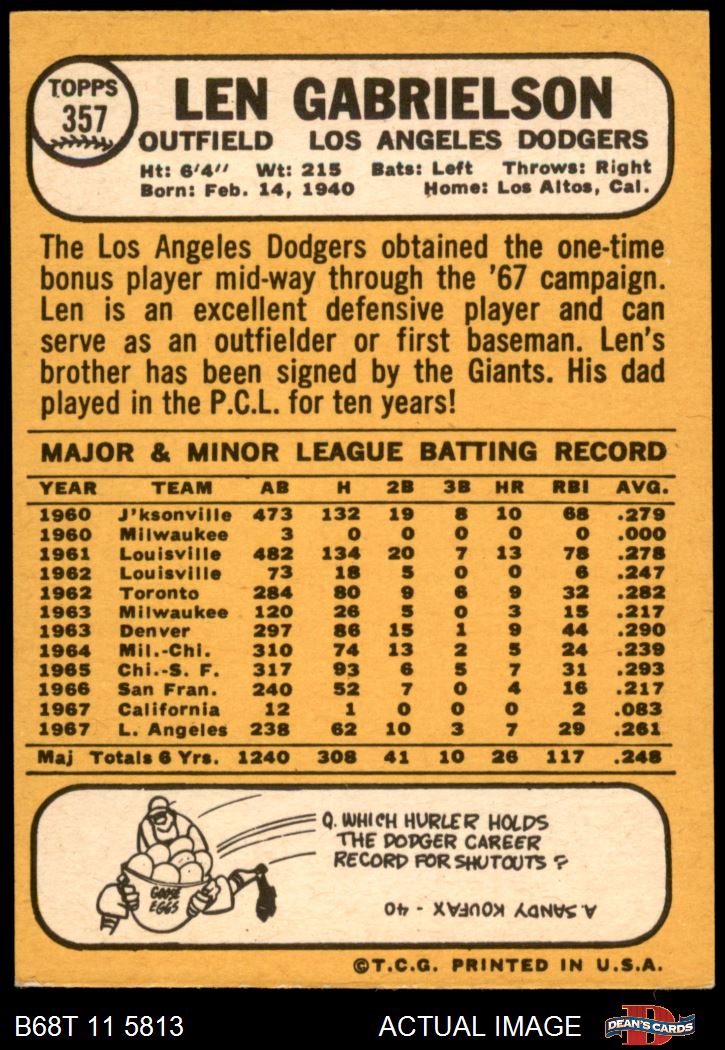 TOPPS
357
LEN GABRIELSON
OUTFIELD LOS ANGELES DODGERS
Ht: 6'4" Wt: 215 Bats: Left Throws: Right
Born: Feb. 14, 1940 Home: Los Altos, Cal.
The Los Angeles Dodgers obtained the one-time
bonus player mid-way through the '67 campaign.
Len is an excellent defensive player and can
serve as an outfielder or first baseman. Len's
brother has been signed by the Giants. His dad
played in the P.C.L. for ten years!
MAJOR & MINOR LEAGUE BATTING RECORD
YEAR TEAM AB H 2B 3B HR RBI AVG.
1960 J'ksonville 473 132 19 8 10 68 .279
1960 Milwaukee 3 0 0 0 0 0 .000
1961 Louisville 482 134 20 7 13 78 .278
1962 Louisville 73 18 5 0 0 6 .247
1962 Toronto 284 80 9 6 9 32 .282
1963 Milwaukee 120 26 5 0 3 15 .217
1963 Denver 297 86 15 1 9 44 .290
1964 Mil.-Chi. 310 74 13 2 5 24 .239
1965 Chi.-S. F. 317 93 6 5 7 31 .293
1966 San Fran. 240 52 7 0 4 16 .217
1967 California 12 1 0 0 0 2 .083
1967 L. Angeles 238 62 10 3 7 29 .261
Maj Totals 6 Yrs. 1240 308 41 10 26 117 .248
Q. WHICH HURLER HOLDS
THE DODGER CAREER
RECORD FOR SHUTOUTS?
GOOSE
EGGS
A. SANDY KOUFAX - 40
©T.C.G. PRINTED IN U.S.A.
B68T 11 5813 ACTUAL IMAGE
D
DEAN'S CARDS